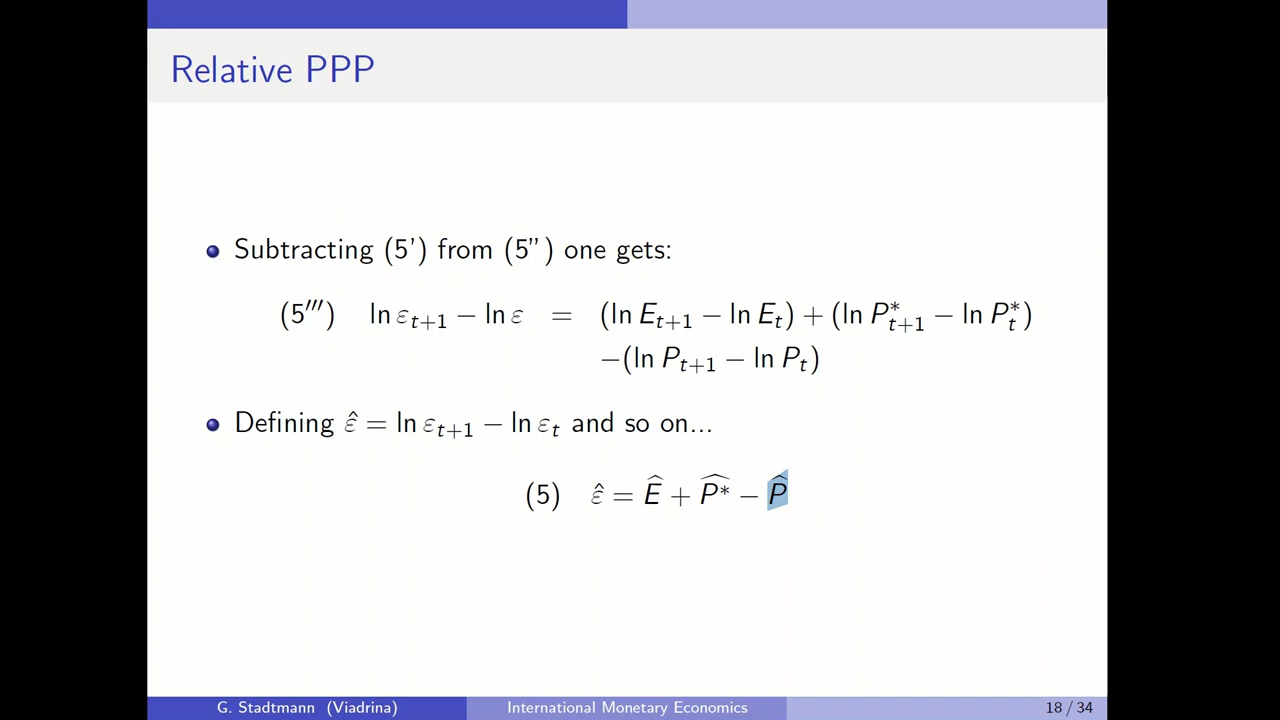 Relative PPP
Subtracting (5') from (5") one gets:
(5‴) ln ε_{t+1} − ln ε = (ln E_{t+1} − ln E_t) + (ln P*_{t+1} − ln P*_t)
−(ln P_{t+1} − ln P_t)
Defining ε̂ = ln ε_{t+1} − ln ε_t and so on...
(5) ε̂ = Ê + \widehat{P*} − P̂
G. Stadtmann (Viadrina) International Monetary Economics 18 / 34